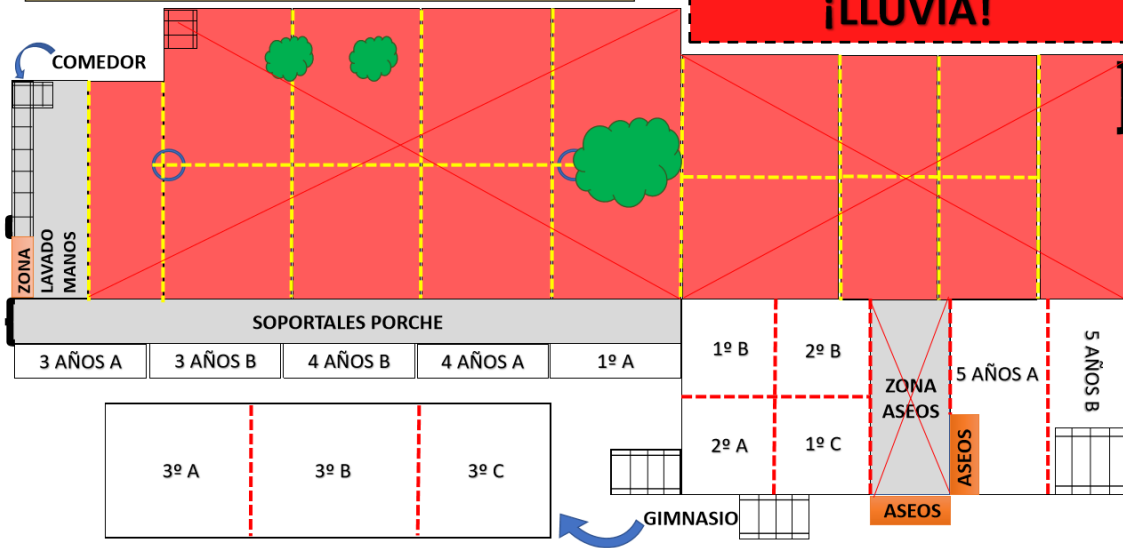 ¡LLUVIA!
COMEDOR
ZONA
LAVADO
MANOS
SOPORTALES PORCHE
3 AÑOS A
3 AÑOS B
4 AÑOS B
4 AÑOS A
1º A
1º B
2º B
2º A
1º C
ZONA
ASEOS
5 AÑOS A
5 AÑOS B
ASEOS
ASEOS
3º A
3º B
3º C
GIMNASIO